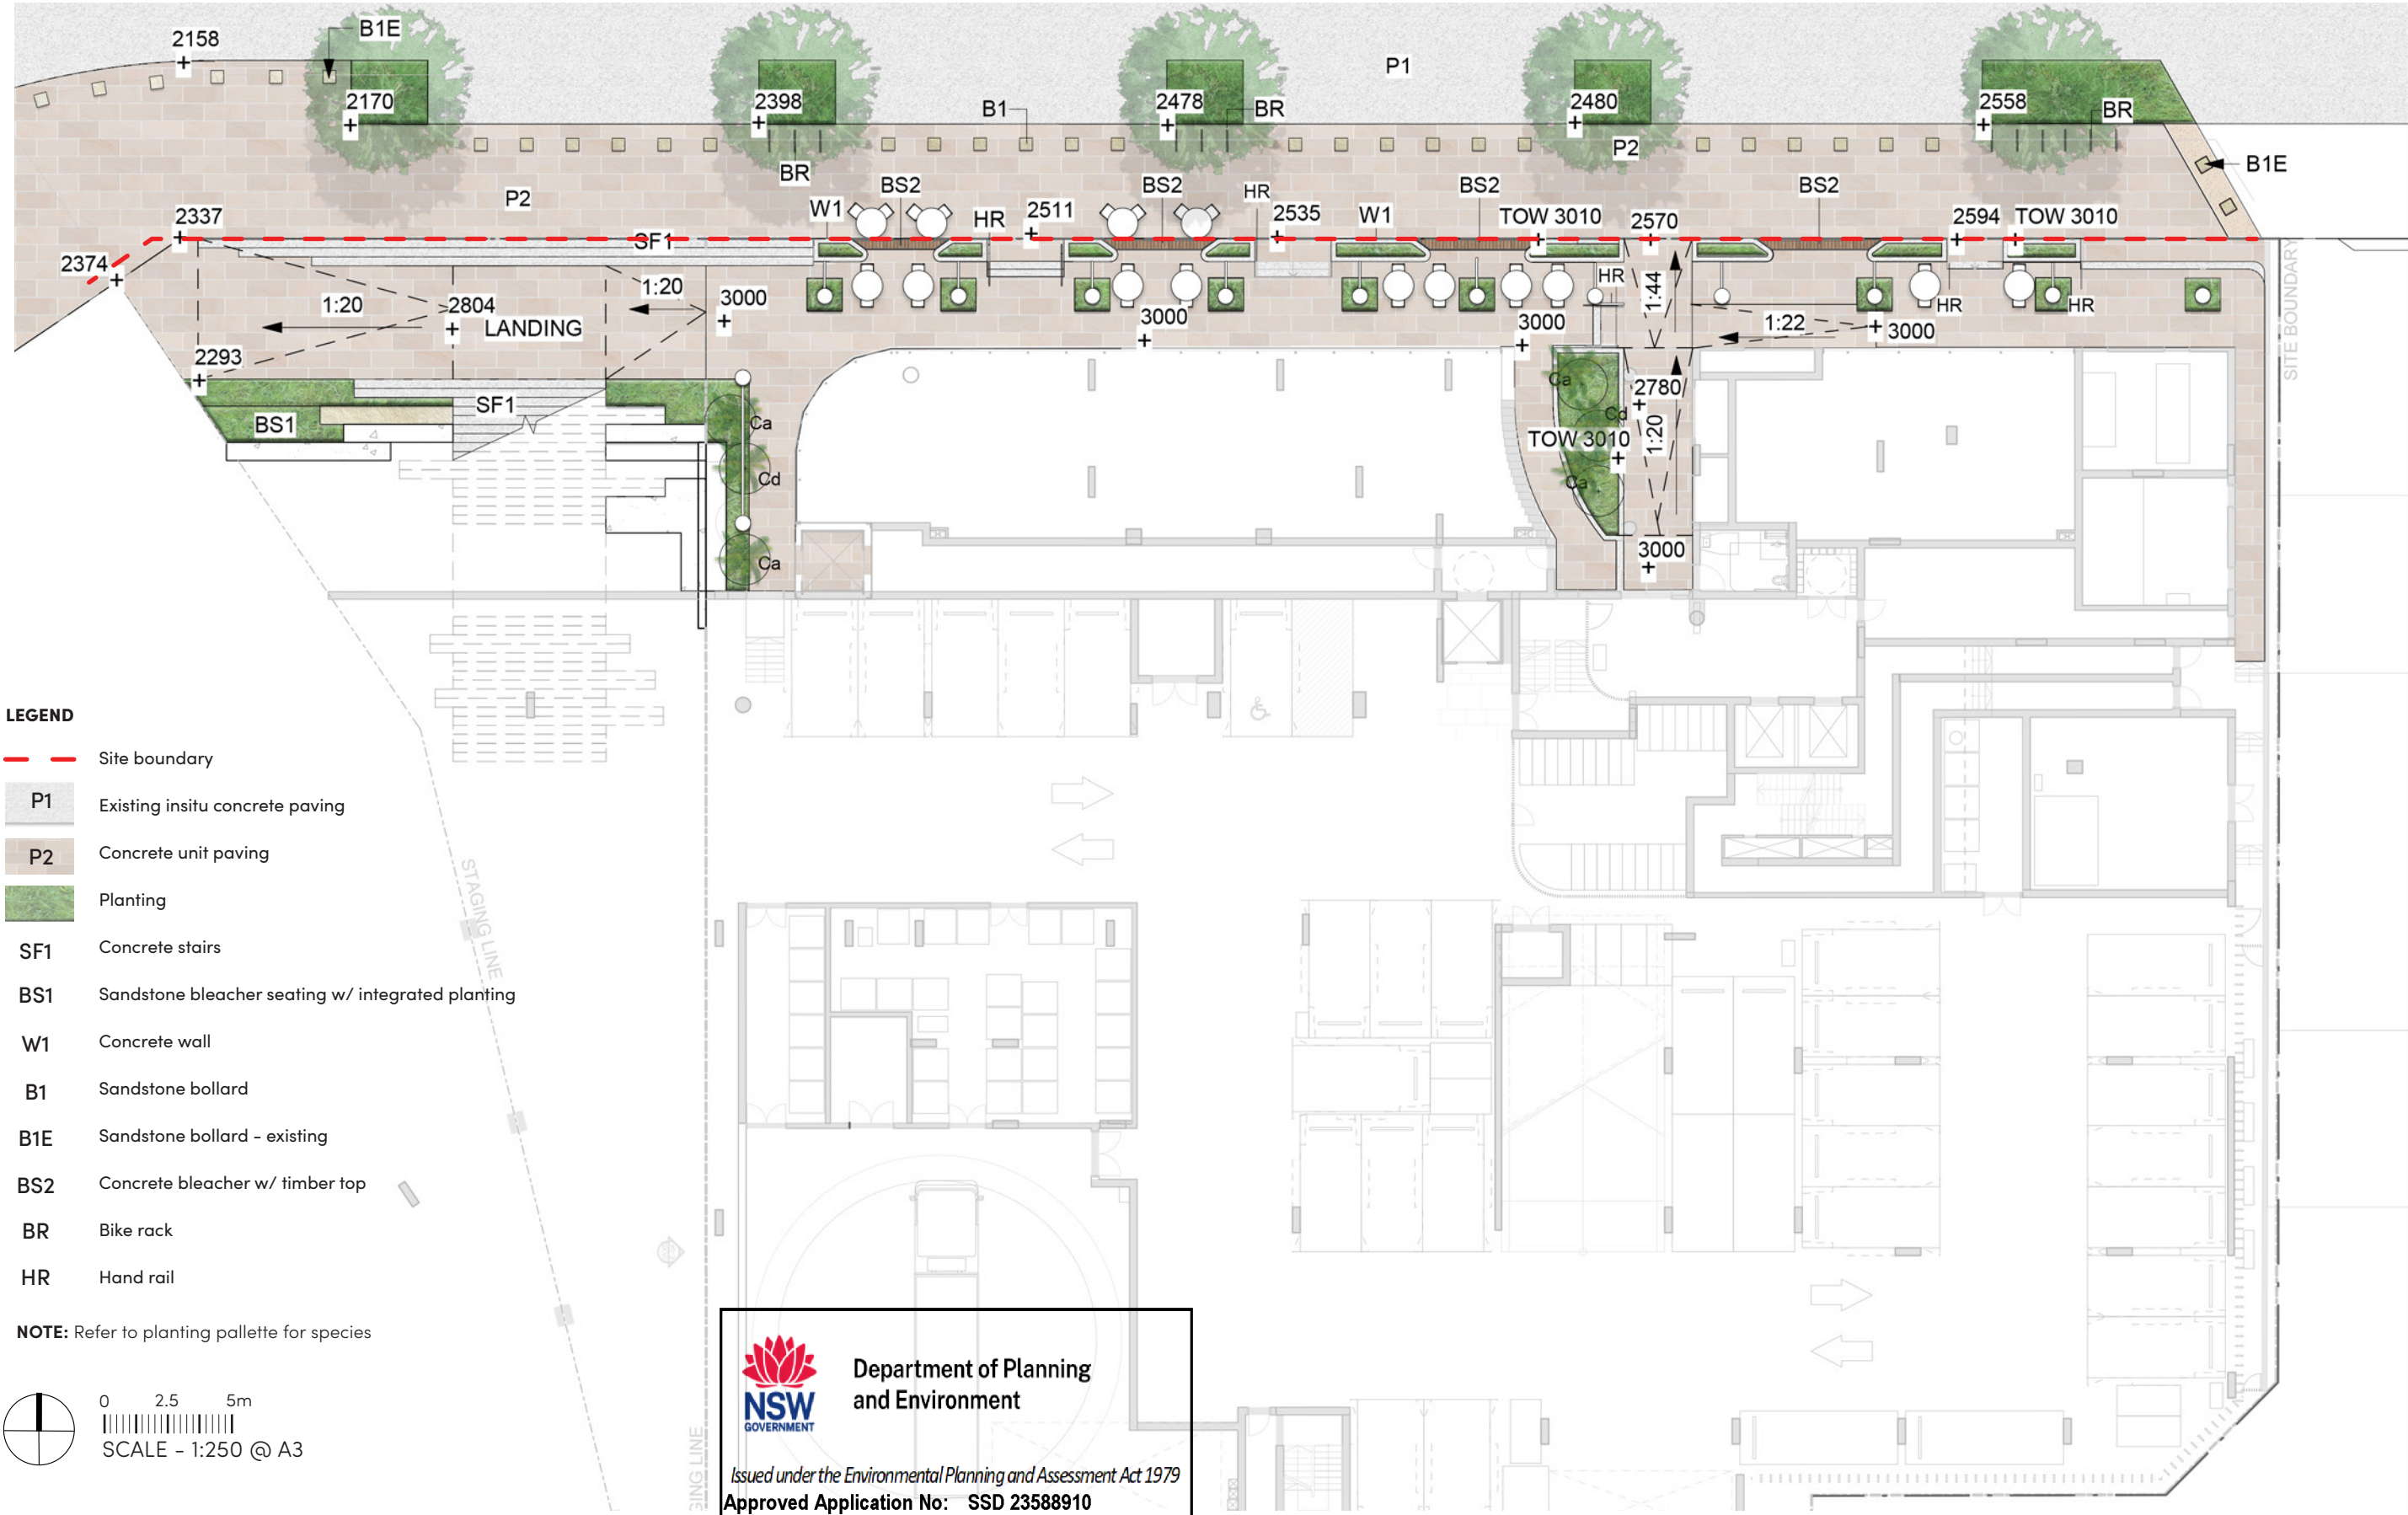 2158
B1E
P1
2170
2398
B1
2478
BR
2480
2558
BR
BR
P2
B1E
P2
BS2
BS2
HR
BS2
BS2
2337
W1
HR
2511
2535
W1
TOW 3010
2570
2594
TOW 3010
SF1
2374
1:20
2804
LANDING
1:20
3000
3000
3000
HR
1:44
1:22
3000
HR
HR
SITE BOUNDARY
2293
BS1
SF1
Ca
Cd
Ca
Ca
Cd
2780
TOW 3010
1:20
Ca
3000
LEGEND
Site boundary
P1 Existing insitu concrete paving
P2 Concrete unit paving
Planting
SF1 Concrete stairs
BS1 Sandstone bleacher seating w/ integrated planting
W1 Concrete wall
B1 Sandstone bollard
B1E Sandstone bollard - existing
BS2 Concrete bleacher w/ timber top
BR Bike rack
HR Hand rail
NOTE: Refer to planting pallette for species
0 2.5 5m
SCALE - 1:250 @ A3
STAGING LINE
GING LINE
NSW
GOVERNMENT
Department of Planning
and Environment
Issued under the Environmental Planning and Assessment Act 1979
Approved Application No: SSD 23588910